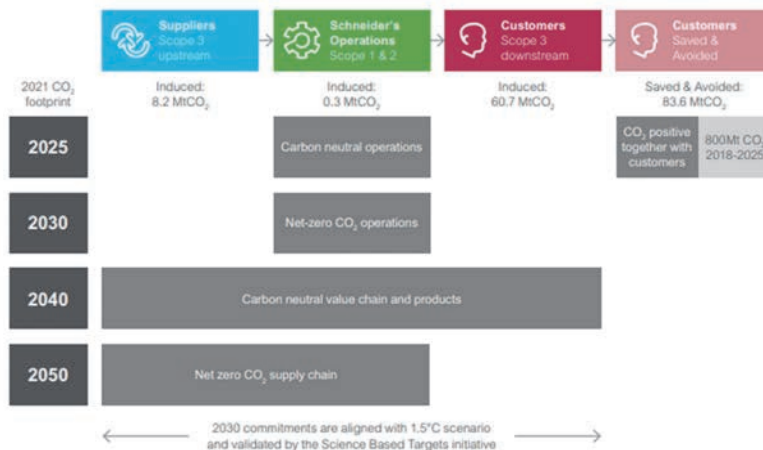 Suppliers
Scope 3
upstream
Schneider's
Operations
Scope 1 & 2
Customers
Scope 3
downstream
Customers
Saved &
Avoided
2021 CO₂
footprint
Induced:
8.2 MtCO₂
Induced:
0.3 MtCO₂
Induced:
60.7 MtCO₂
Saved & Avoided:
83.6 MtCO₂
2025
Carbon neutral operations
CO₂ positive
together with
customers
800Mt CO₂
2018-2025
2030
Net-zero CO₂ operations
2040
Carbon neutral value chain and products
2050
Net zero CO₂ supply chain
2030 commitments are aligned with 1.5°C scenario
and validated by the Science Based Targets initiative